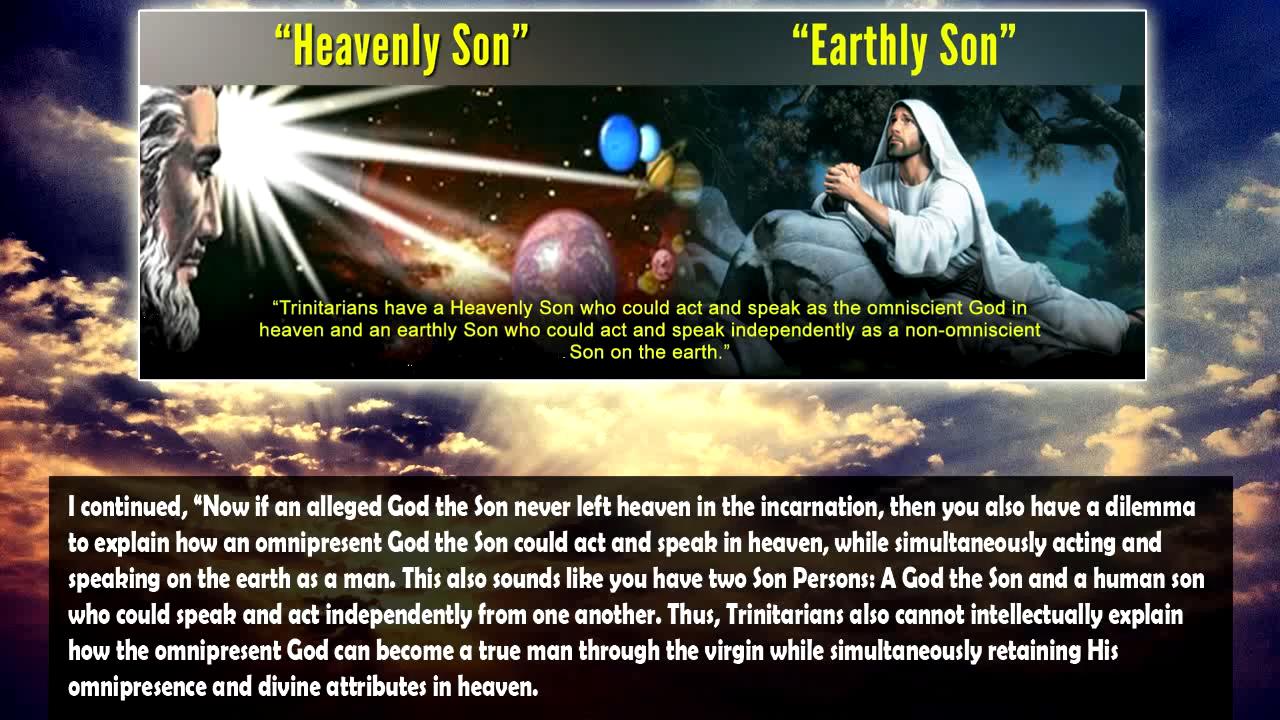 “Heavenly Son” “Earthly Son”
“Trinitarians have a Heavenly Son who could act and speak as the omniscient God in
heaven and an earthly Son who could act and speak independently as a non-omniscient
Son on the earth.”
I continued, “Now if an alleged God the Son never left heaven in the incarnation, then you also have a dilemma
to explain how an omnipresent God the Son could act and speak in heaven, while simultaneously acting and
speaking on the earth as a man. This also sounds like you have two Son Persons: A God the Son and a human son
who could speak and act independently from one another. Thus, Trinitarians also cannot intellectually explain
how the omnipresent God can become a true man through the virgin while simultaneously retaining His
omnipresence and divine attributes in heaven.